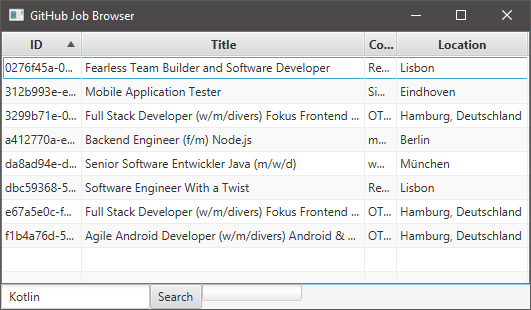 GitHub Job Browser
ID Title Co... Location
0276f45a-0... Fearless Team Builder and Software Developer Re... Lisbon
312b993e-e... Mobile Application Tester Si... Eindhoven
3299b71e-0... Full Stack Developer (w/m/divers) Fokus Frontend ... OT... Hamburg, Deutschland
a412770a-e... Backend Engineer (f/m) Node.js m... Berlin
da8ad94e-d... Senior Software Entwickler Java (m/w/d) w... München
dbc59368-5... Software Engineer With a Twist Re... Lisbon
e67a5e0c-f... Full Stack Developer (w/m/divers) Fokus Frontend ... OT... Hamburg, Deutschland
f1b4a76d-5... Agile Android Developer (w/m/divers) Android & ... OT... Hamburg, Deutschland
Kotlin Search